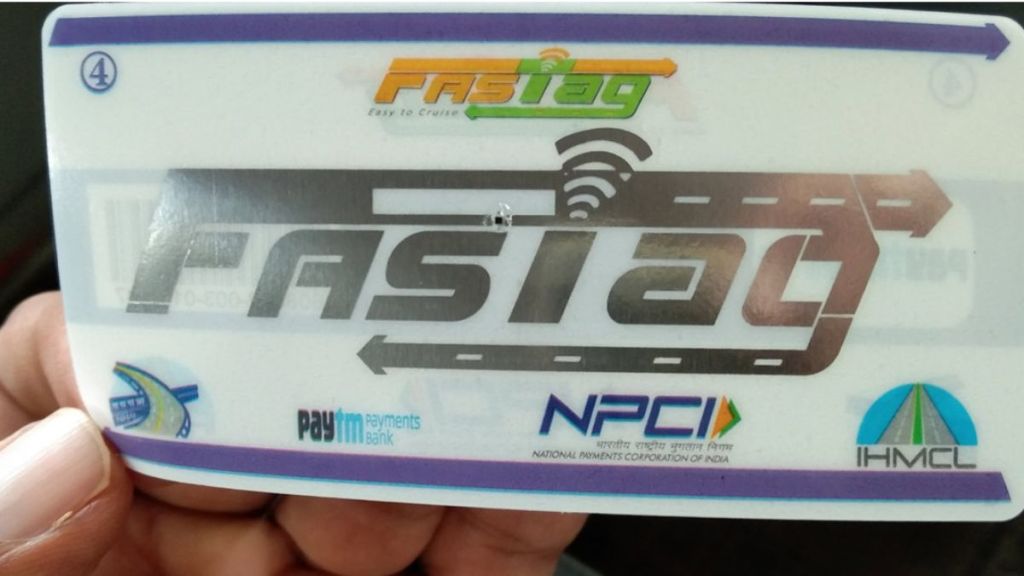 ④
FASTag
Easy to Cruise
FASTag
paytm payments bank
NPCI
भारतीय राष्ट्रीय भुगतान निगम
NATIONAL PAYMENTS CORPORATION OF INDIA
IHMCL